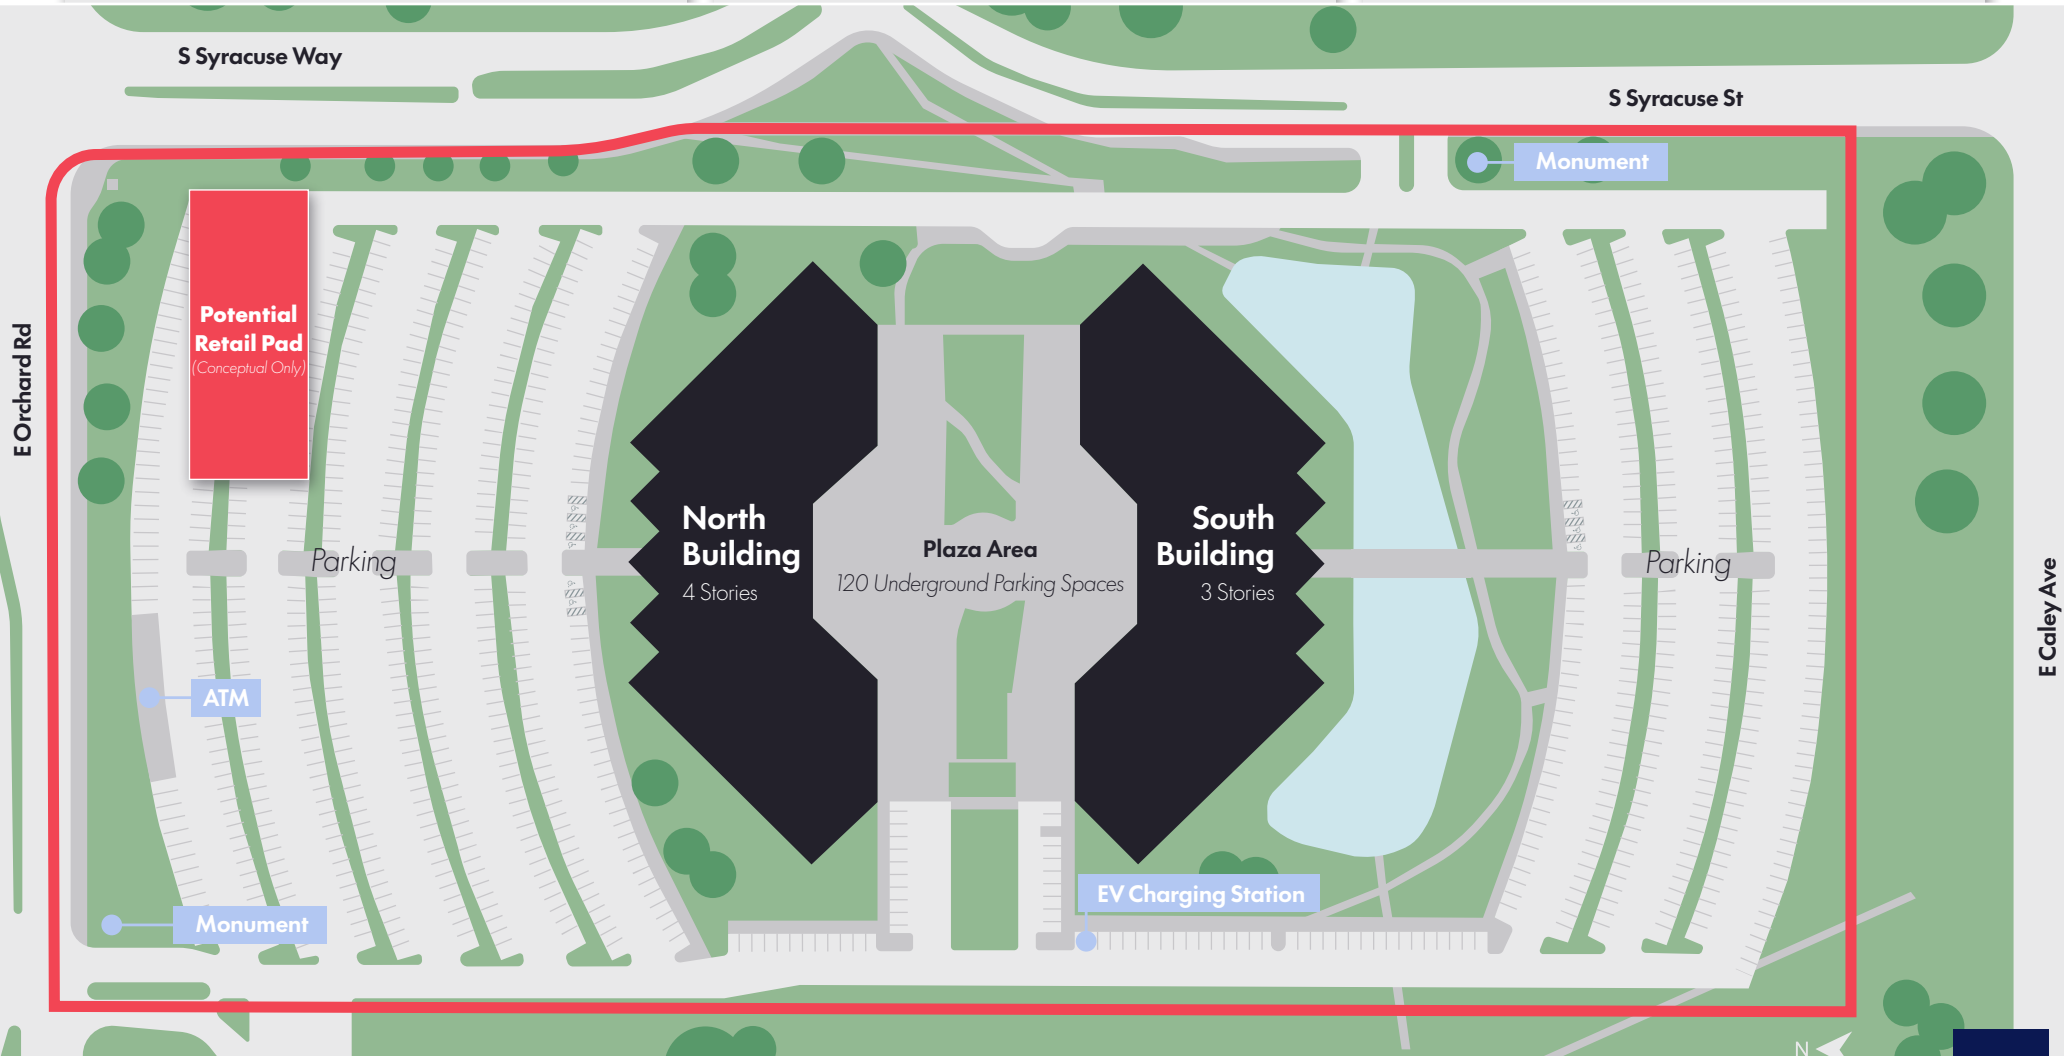 S Syracuse Way
S Syracuse St
Monument
Potential
Retail Pad
(Conceptual Only)
E Orchard Rd
North
Building
4 Stories
Plaza Area
120 Underground Parking Spaces
South
Building
3 Stories
Parking
Parking
E Caley Ave
ATM
EV Charging Station
Monument
N